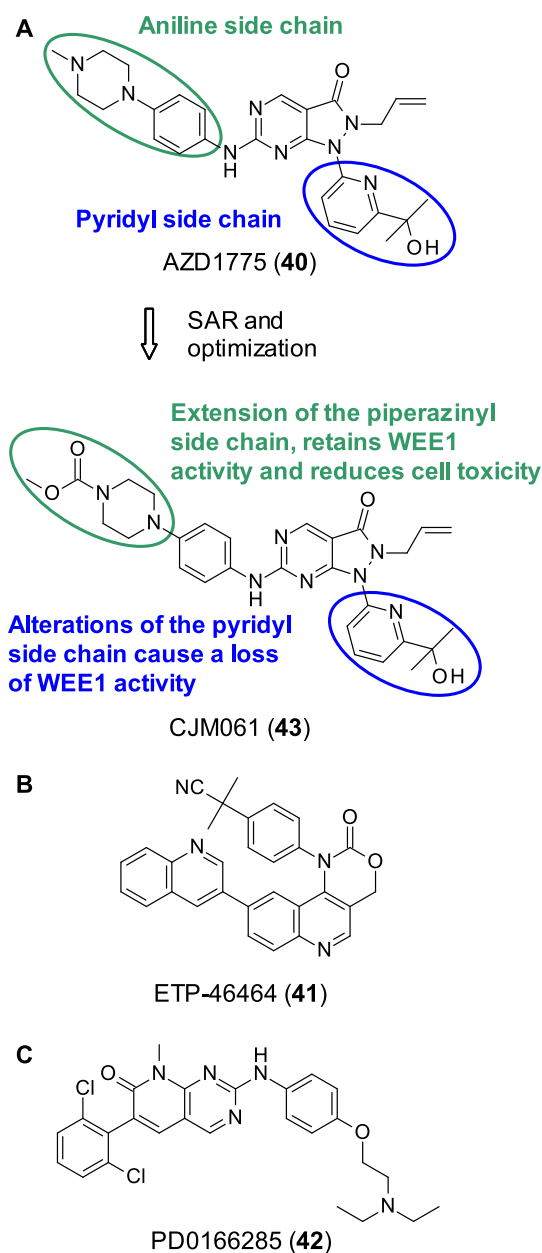 A
Aniline side chain
N
N
N
H
N
N
O
N
N
N
OH
Pyridyl side chain
AZD1775 (40)
SAR and
optimization
Extension of the piperazinyl
side chain, retains WEE1
activity and reduces cell toxicity
O
O
N
N
N
H
N
N
O
N
N
N
OH
Alterations of the pyridyl
side chain cause a loss
of WEE1 activity
CJM061 (43)
B
NC
N
N
O
O
N
ETP-46464 (41)
C
Cl
O
N
N
N
H
N
Cl
O
N
PD0166285 (42)